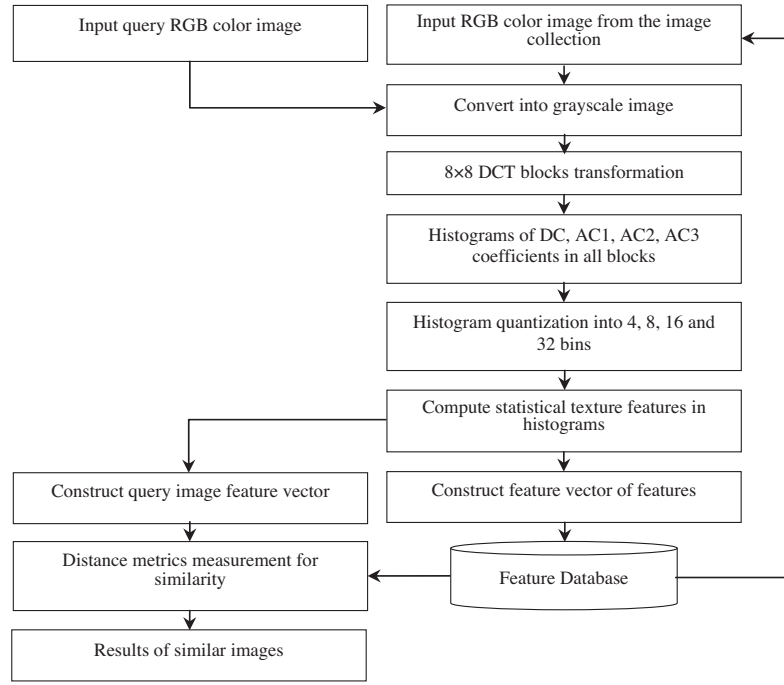 Input query RGB color image
Input RGB color image from the image
collection
Convert into grayscale image
8×8 DCT blocks transformation
Histograms of DC, AC1, AC2, AC3
coefficients in all blocks
Histogram quantization into 4, 8, 16 and
32 bins
Compute statistical texture features in
histograms
Construct query image feature vector
Construct feature vector of features
Distance metrics measurement for
similarity
Feature Database
Results of similar images